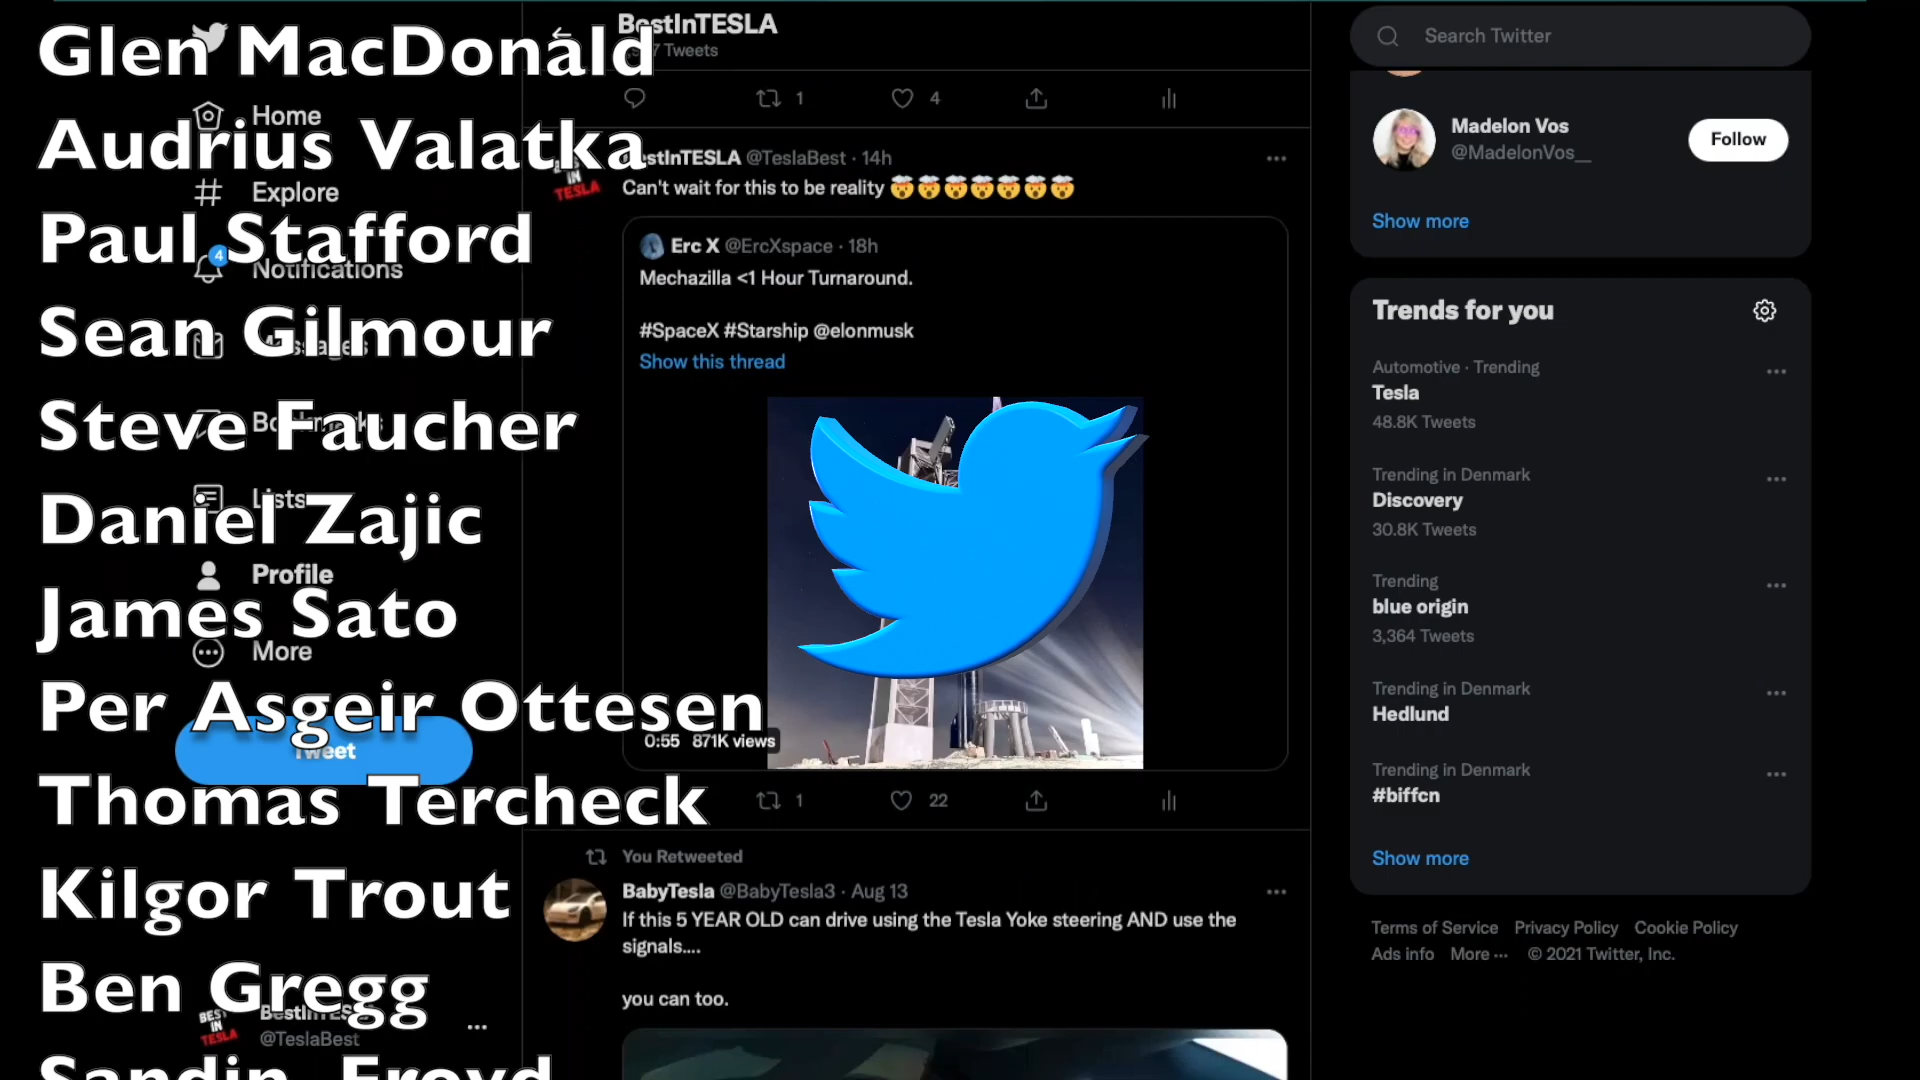 Glen MacDonald
Audrius Valatka
Paul Stafford
Sean Gilmour
Steve Faucher
Daniel Zajic
James Sato
Per Asgeir Ottesen
Thomas Tercheck
Kilgor Trout
Ben Gregg
Home
Explore
4
Notifications
Lists
Profile
More
Tweet
BestInTESLA
@TeslaBest
BestInTESLA
Tweets
1
4
BestInTESLA @TeslaBest · 14h
Can't wait for this to be reality 🤯🤯🤯🤯🤯🤯🤯
Erc X @ErcXspace · 18h
Mechazilla <1 Hour Turnaround.
#SpaceX #Starship @elonmusk
Show this thread
0:55 871K views
1
22
You Retweeted
BabyTesla @BabyTesla3 · Aug 13
If this 5 YEAR OLD can drive using the Tesla Yoke steering AND use the
signals....
you can too.
Search Twitter
Madelon Vos
@MadelonVos__
Follow
Show more
Trends for you
Automotive · Trending
Tesla
48.8K Tweets
Trending in Denmark
Discovery
30.8K Tweets
Trending
blue origin
3,364 Tweets
Trending in Denmark
Hedlund
Trending in Denmark
#biffcn
Show more
Terms of Service Privacy Policy Cookie Policy
Ads info More ··· © 2021 Twitter, Inc.